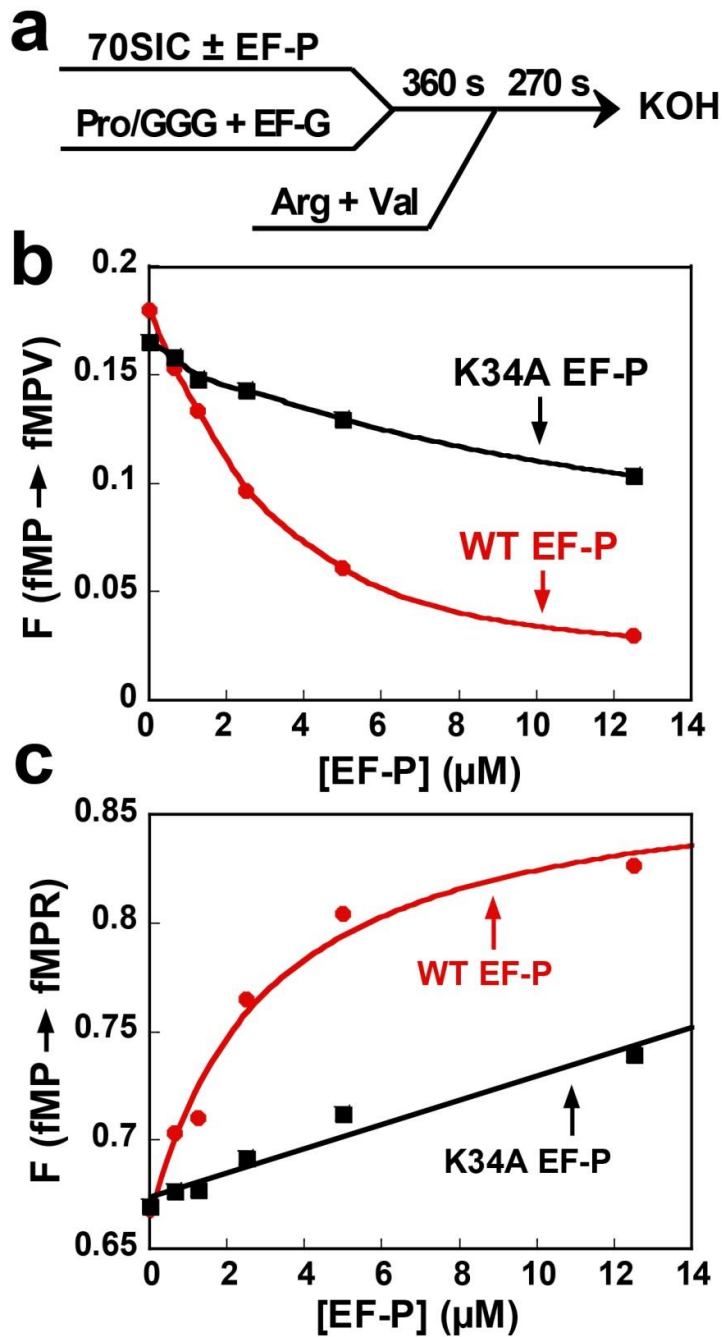 a
70SIC ± EF-P
360 s 270 s
KOH
Pro/GGG + EF-G
Arg + Val
b
0.2
0.15
0.1
0.05
0
F (fMP → fMPV)
K34A EF-P
WT EF-P
0 2 4 6 8 10 12 14
[EF-P] (µM)
c
0.85
0.8
0.75
0.7
0.65
F (fMP → fMPR)
WT EF-P
K34A EF-P
0 2 4 6 8 10 12 14
[EF-P] (µM)